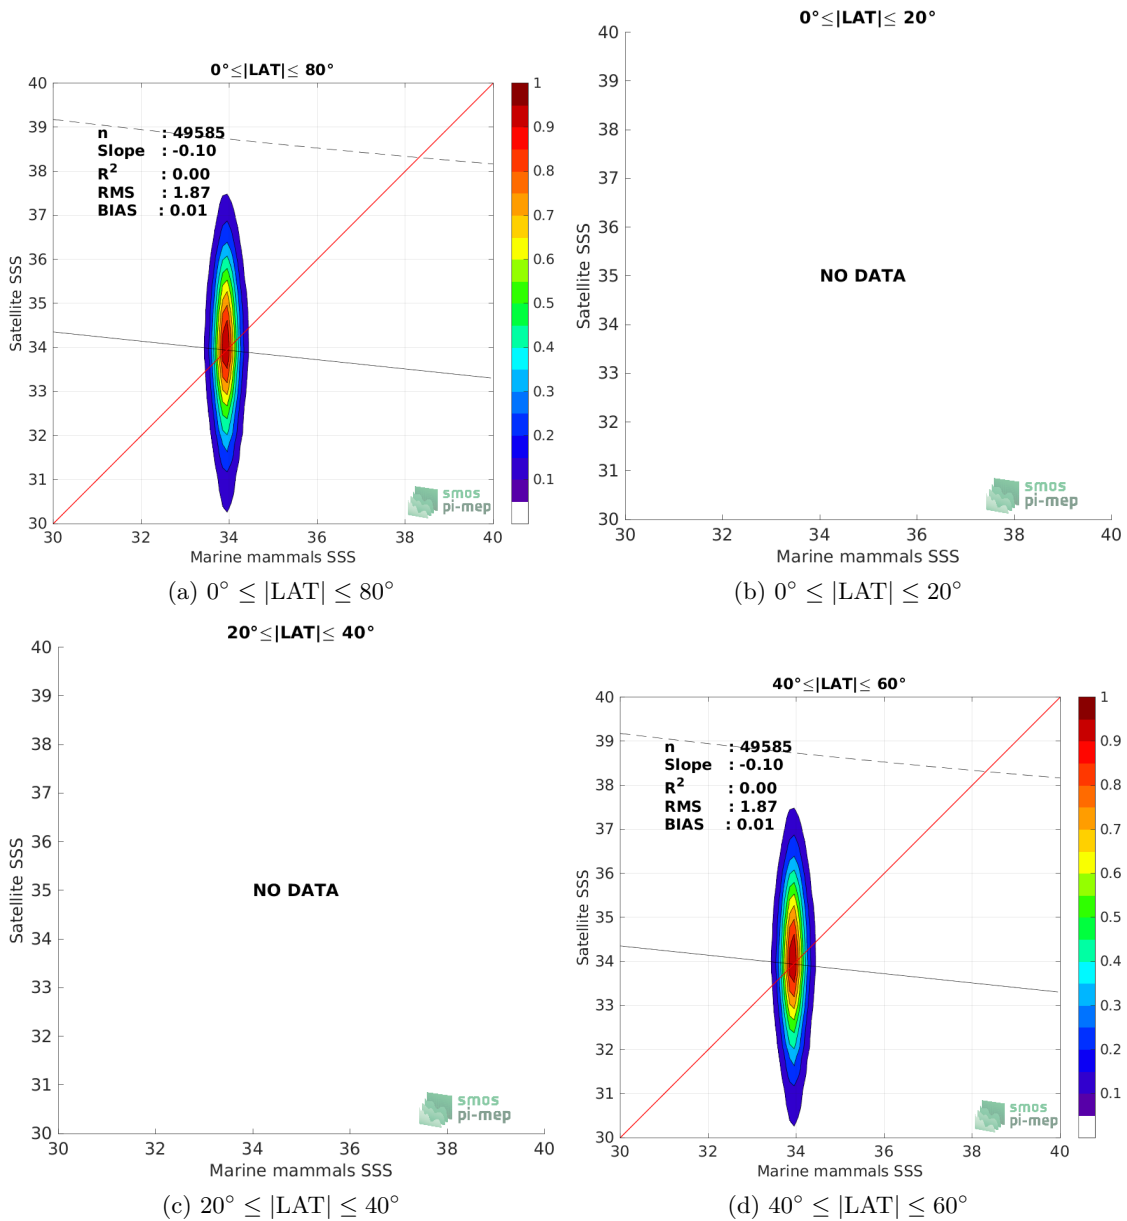 0°≤|LAT|≤ 80°
40
39
38
37
36
35
34
33
32
31
30
Satellite SSS
n : 49585
Slope : -0.10
R² : 0.00
RMS : 1.87
BIAS : 0.01
smos
pi-mep
30 32 34 36 38 40
Marine mammals SSS
1
0.9
0.8
0.7
0.6
0.5
0.4
0.3
0.2
0.1
(a) 0° ≤ |LAT| ≤ 80°
0°≤|LAT|≤ 20°
40
39
38
37
36
35
34
33
32
31
30
Satellite SSS
NO DATA
smos
pi-mep
30 32 34 36 38 40
Marine mammals SSS
(b) 0° ≤ |LAT| ≤ 20°
20°≤|LAT|≤ 40°
40
39
38
37
36
35
34
33
32
31
30
Satellite SSS
NO DATA
smos
pi-mep
30 32 34 36 38 40
Marine mammals SSS
(c) 20° ≤ |LAT| ≤ 40°
40°≤|LAT|≤ 60°
40
39
38
37
36
35
34
33
32
31
30
Satellite SSS
n : 49585
Slope : -0.10
R² : 0.00
RMS : 1.87
BIAS : 0.01
smos
pi-mep
30 32 34 36 38 40
Marine mammals SSS
1
0.9
0.8
0.7
0.6
0.5
0.4
0.3
0.2
0.1
(d) 40° ≤ |LAT| ≤ 60°